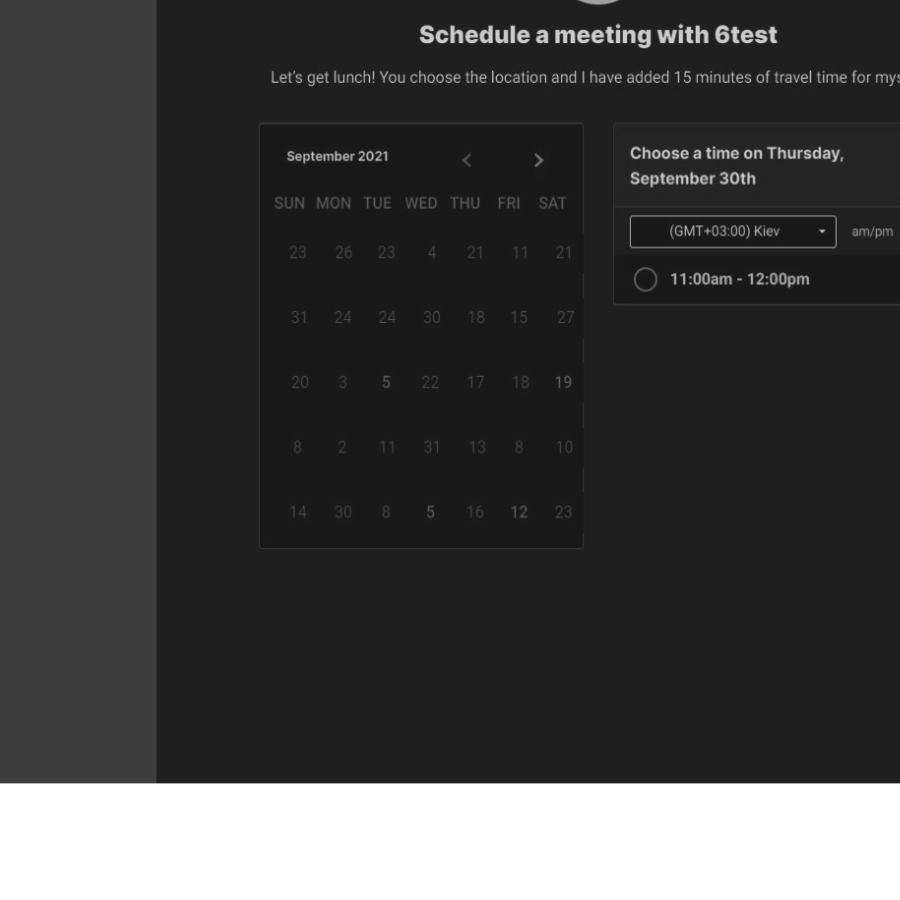 Schedule a meeting with 6test
Let's get lunch! You choose the location and I have added 15 minutes of travel time for mys
September 2021
SUN MON TUE WED THU FRI SAT
23 26 23 4 21 11 21
31 24 24 30 18 15 27
20 3 5 22 17 18 19
8 2 11 31 13 8 10
14 30 8 5 16 12 23
Choose a time on Thursday,
September 30th
(GMT+03:00) Kiev am/pm
11:00am - 12:00pm